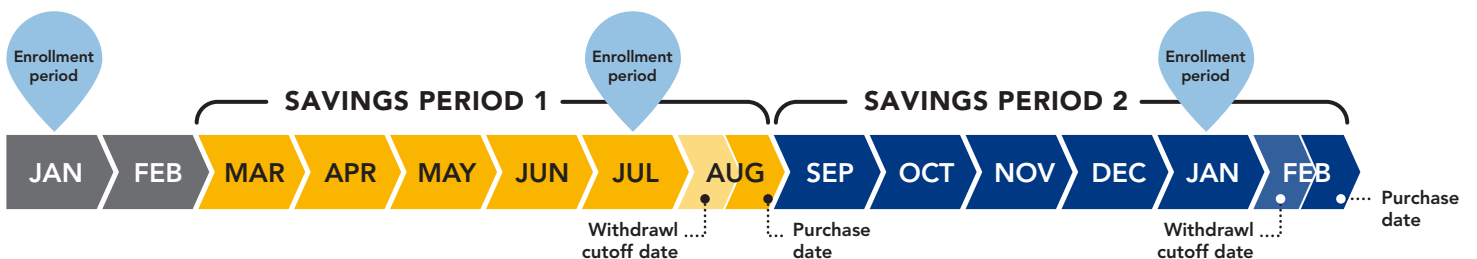 Enrollment
period
Enrollment
period
Enrollment
period
SAVINGS PERIOD 1
SAVINGS PERIOD 2
JAN FEB MAR APR MAY JUN JUL AUG SEP OCT NOV DEC JAN FEB
Withdrawl
cutoff date
Purchase
date
Withdrawl
cutoff date
Purchase
date